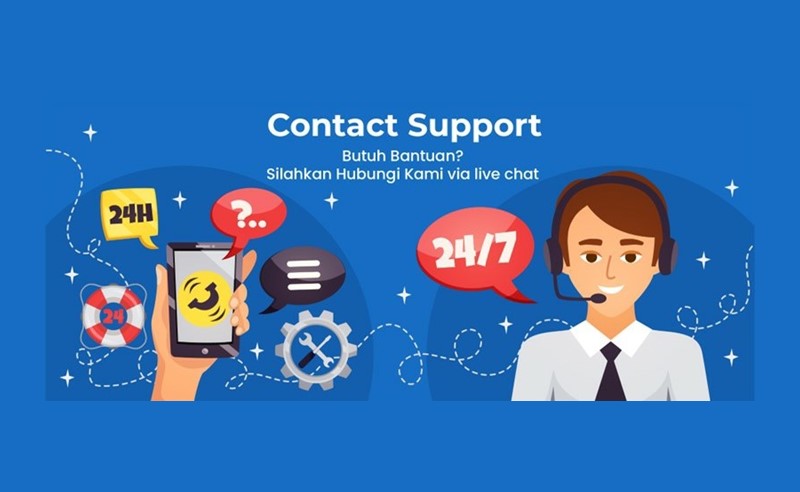 Contact Support
Butuh Bantuan?
Silahkan Hubungi Kami via live chat
24H
?..
24/7
24